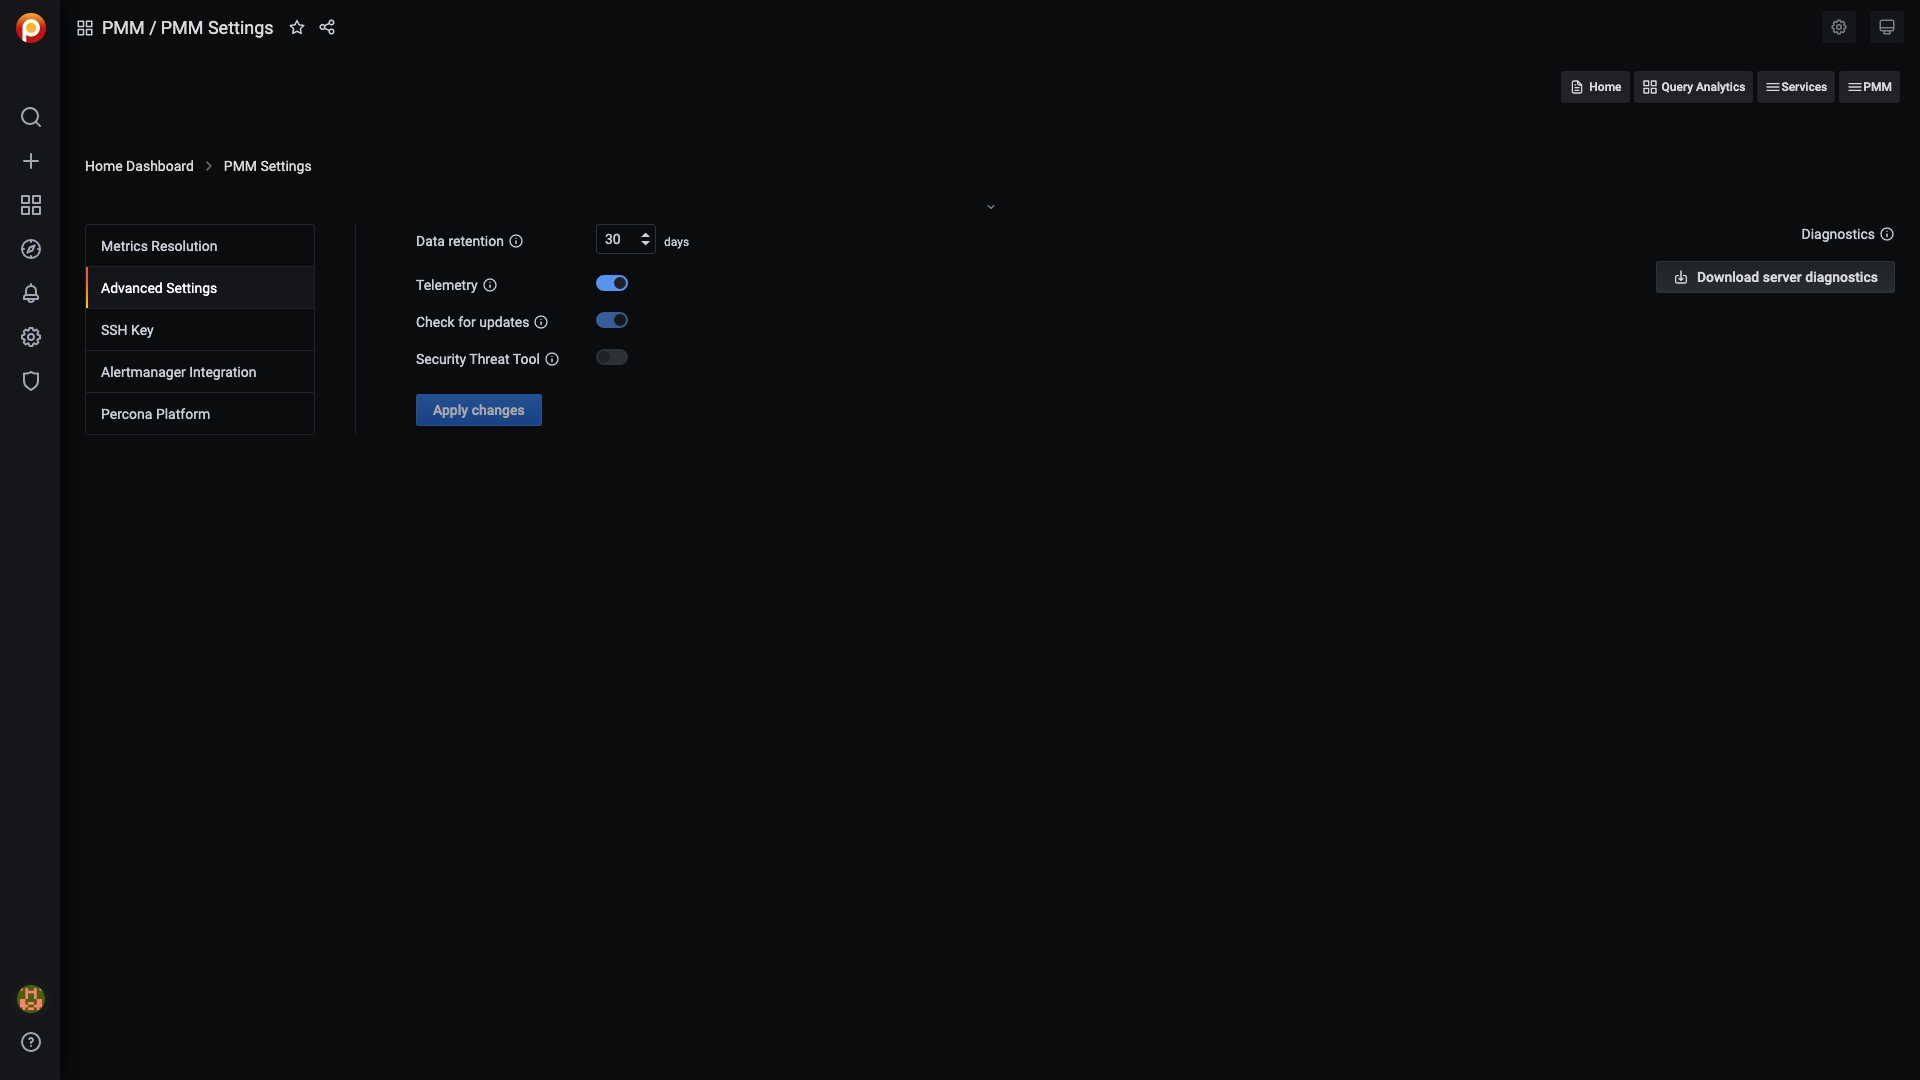 PMM / PMM Settings
Home
Query Analytics
Services
PMM
Home Dashboard > PMM Settings
Metrics Resolution
Advanced Settings
SSH Key
Alertmanager Integration
Percona Platform
Data retention
30 days
Telemetry
Check for updates
Security Threat Tool
Apply changes
Diagnostics
Download server diagnostics